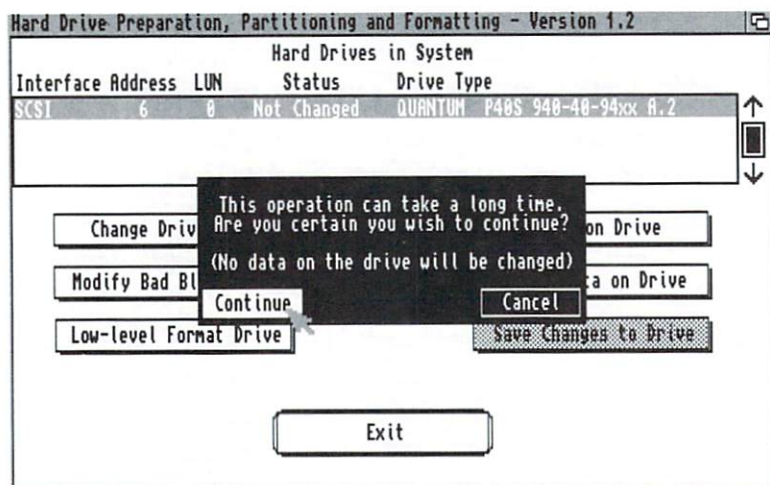 Hard Drive Preparation, Partitioning and Formatting - Version 1.2
Hard Drives in System
Interface Address LUN Status Drive Type
SCSI 6 0 Not Changed QUANTUM P40S 940-40-94xx A.2
This operation can take a long time.
Are you certain you wish to continue?
(No data on the drive will be changed)
Continue Cancel
Change Driv on Drive
Modify Bad Bl ta on Drive
Low-level Format Drive Save Changes to Drive
Exit